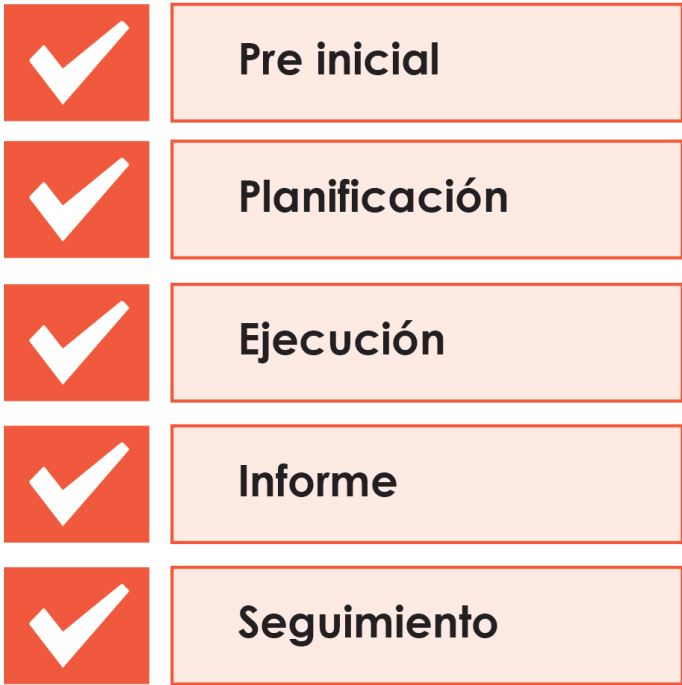 Pre inicial
Planificación
Ejecución
Informe
Seguimiento